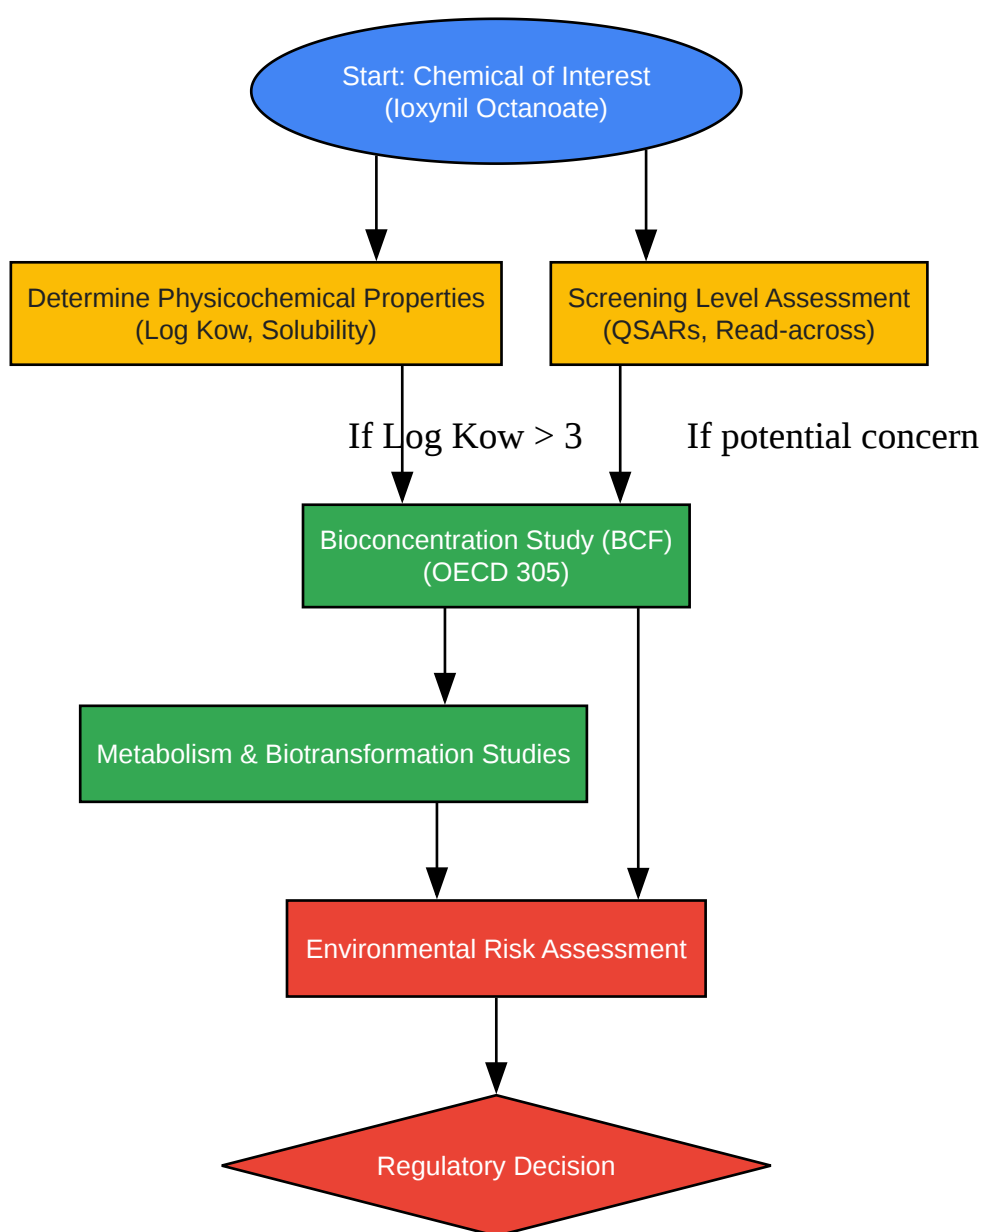 Start: Chemical of Interest
(Ioxynil Octanoate)
Determine Physicochemical Properties
(Log Kow, Solubility)
Screening Level Assessment
(QSARs, Read-across)
If Log Kow > 3
If potential concern
Bioconcentration Study (BCF)
(OECD 305)
Metabolism & Biotransformation Studies
Environmental Risk Assessment
Regulatory Decision